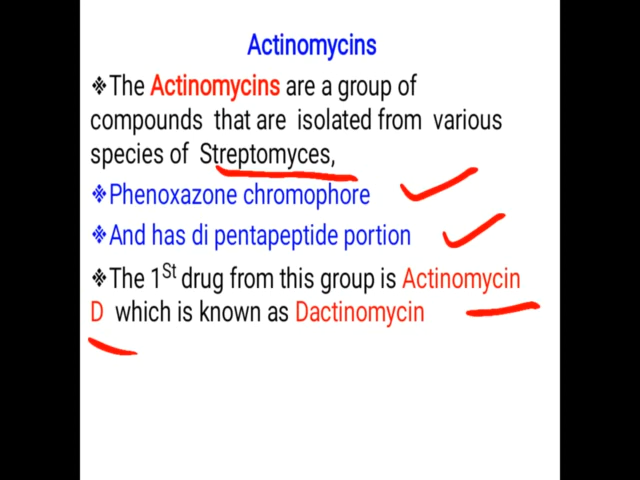 Actinomycins
❖The Actinomycins are a group of
compounds that are isolated from various
species of Streptomyces,
❖Phenoxazone chromophore
❖And has di pentapeptide portion
❖The 1St drug from this group is Actinomycin
D which is known as Dactinomycin